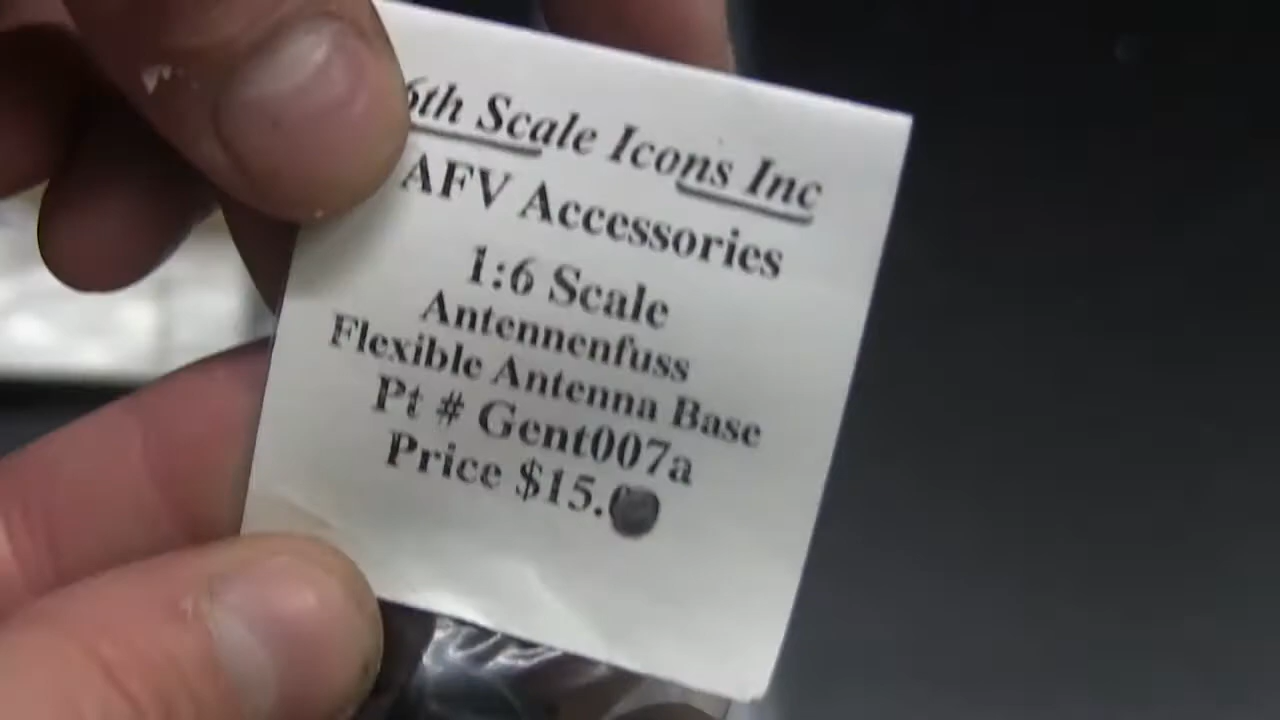 6th Scale Icons Inc
AFV Accessories
1:6 Scale
Antennenfuss
Flexible Antenna Base
Pt # Gent007a
Price $15.